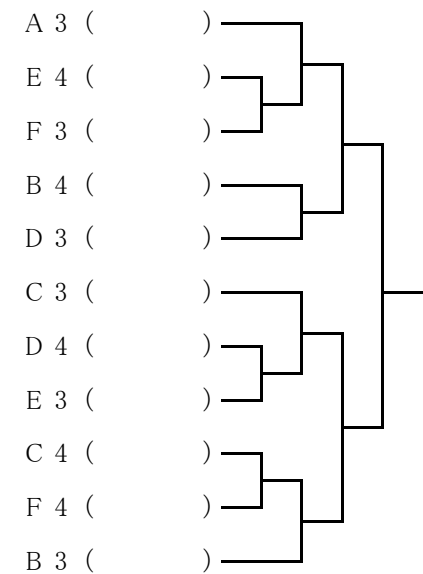 A 3 (          )
E 4 (          )
F 3 (          )
B 4 (          )
D 3 (          )
C 3 (          )
D 4 (          )
E 3 (          )
C 4 (          )
F 4 (          )
B 3 (          )